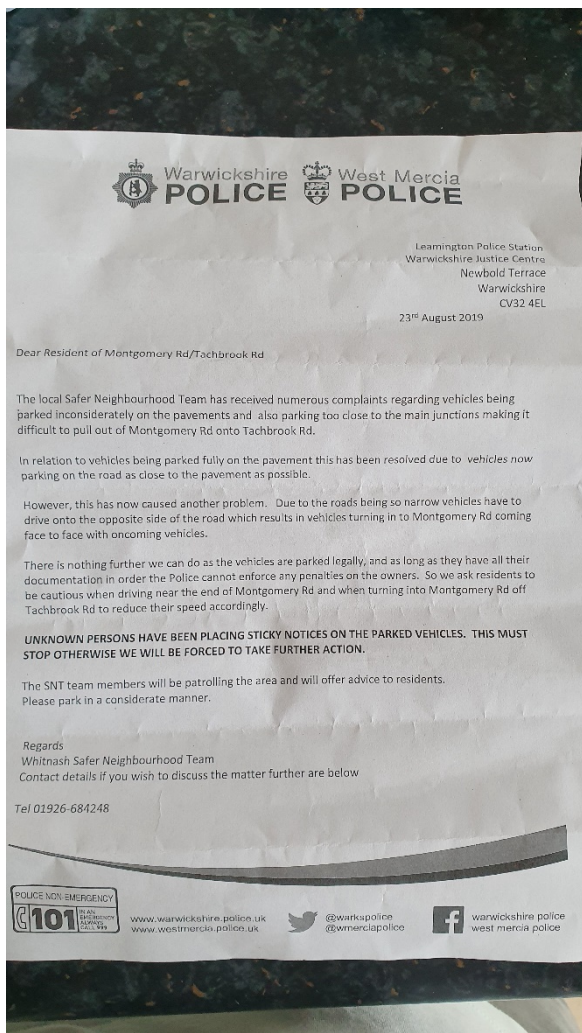 Warwickshire
POLICE
West Mercia
POLICE
Leamington Police Station
Warwickshire Justice Centre
Newbold Terrace
Warwickshire
CV32 4EL
23rd August 2019
Dear Resident of Montgomery Rd/Tachbrook Rd
The local Safer Neighbourhood Team has received numerous complaints regarding vehicles being
parked inconsiderately on the pavements and also parking too close to the main junctions making it
difficult to pull out of Montgomery Rd onto Tachbrook Rd.
In relation to vehicles being parked fully on the pavement this has been resolved due to vehicles now
parking on the road as close to the pavement as possible.
However, this has now caused another problem. Due to the roads being so narrow vehicles have to
drive onto the opposite side of the road which results in vehicles turning in to Montgomery Rd coming
face to face with oncoming vehicles.
There is nothing further we can do as the vehicles are parked legally, and as long as they have all their
documentation in order the Police cannot enforce any penalties on the owners. So we ask residents to
be cautious when driving near the end of Montgomery Rd and when turning into Montgomery Rd off
Tachbrook Rd to reduce their speed accordingly.
UNKNOWN PERSONS HAVE BEEN PLACING STICKY NOTICES ON THE PARKED VEHICLES. THIS MUST
STOP OTHERWISE WE WILL BE FORCED TO TAKE FURTHER ACTION.
The SNT team members will be patrolling the area and will offer advice to residents.
Please park in a considerate manner.
Regards
Whitnash Safer Neighbourhood Team
Contact details if you wish to discuss the matter further are below
Tel 01926-684248
POLICE NON EMERGENCY
101
IN AN
EMERGENCY
ALWAYS
CALL 999
www.warwickshire.police.uk
www.westmercia.police.uk
@warkspolice
@wmerciapolice
warwickshire police
west mercia police